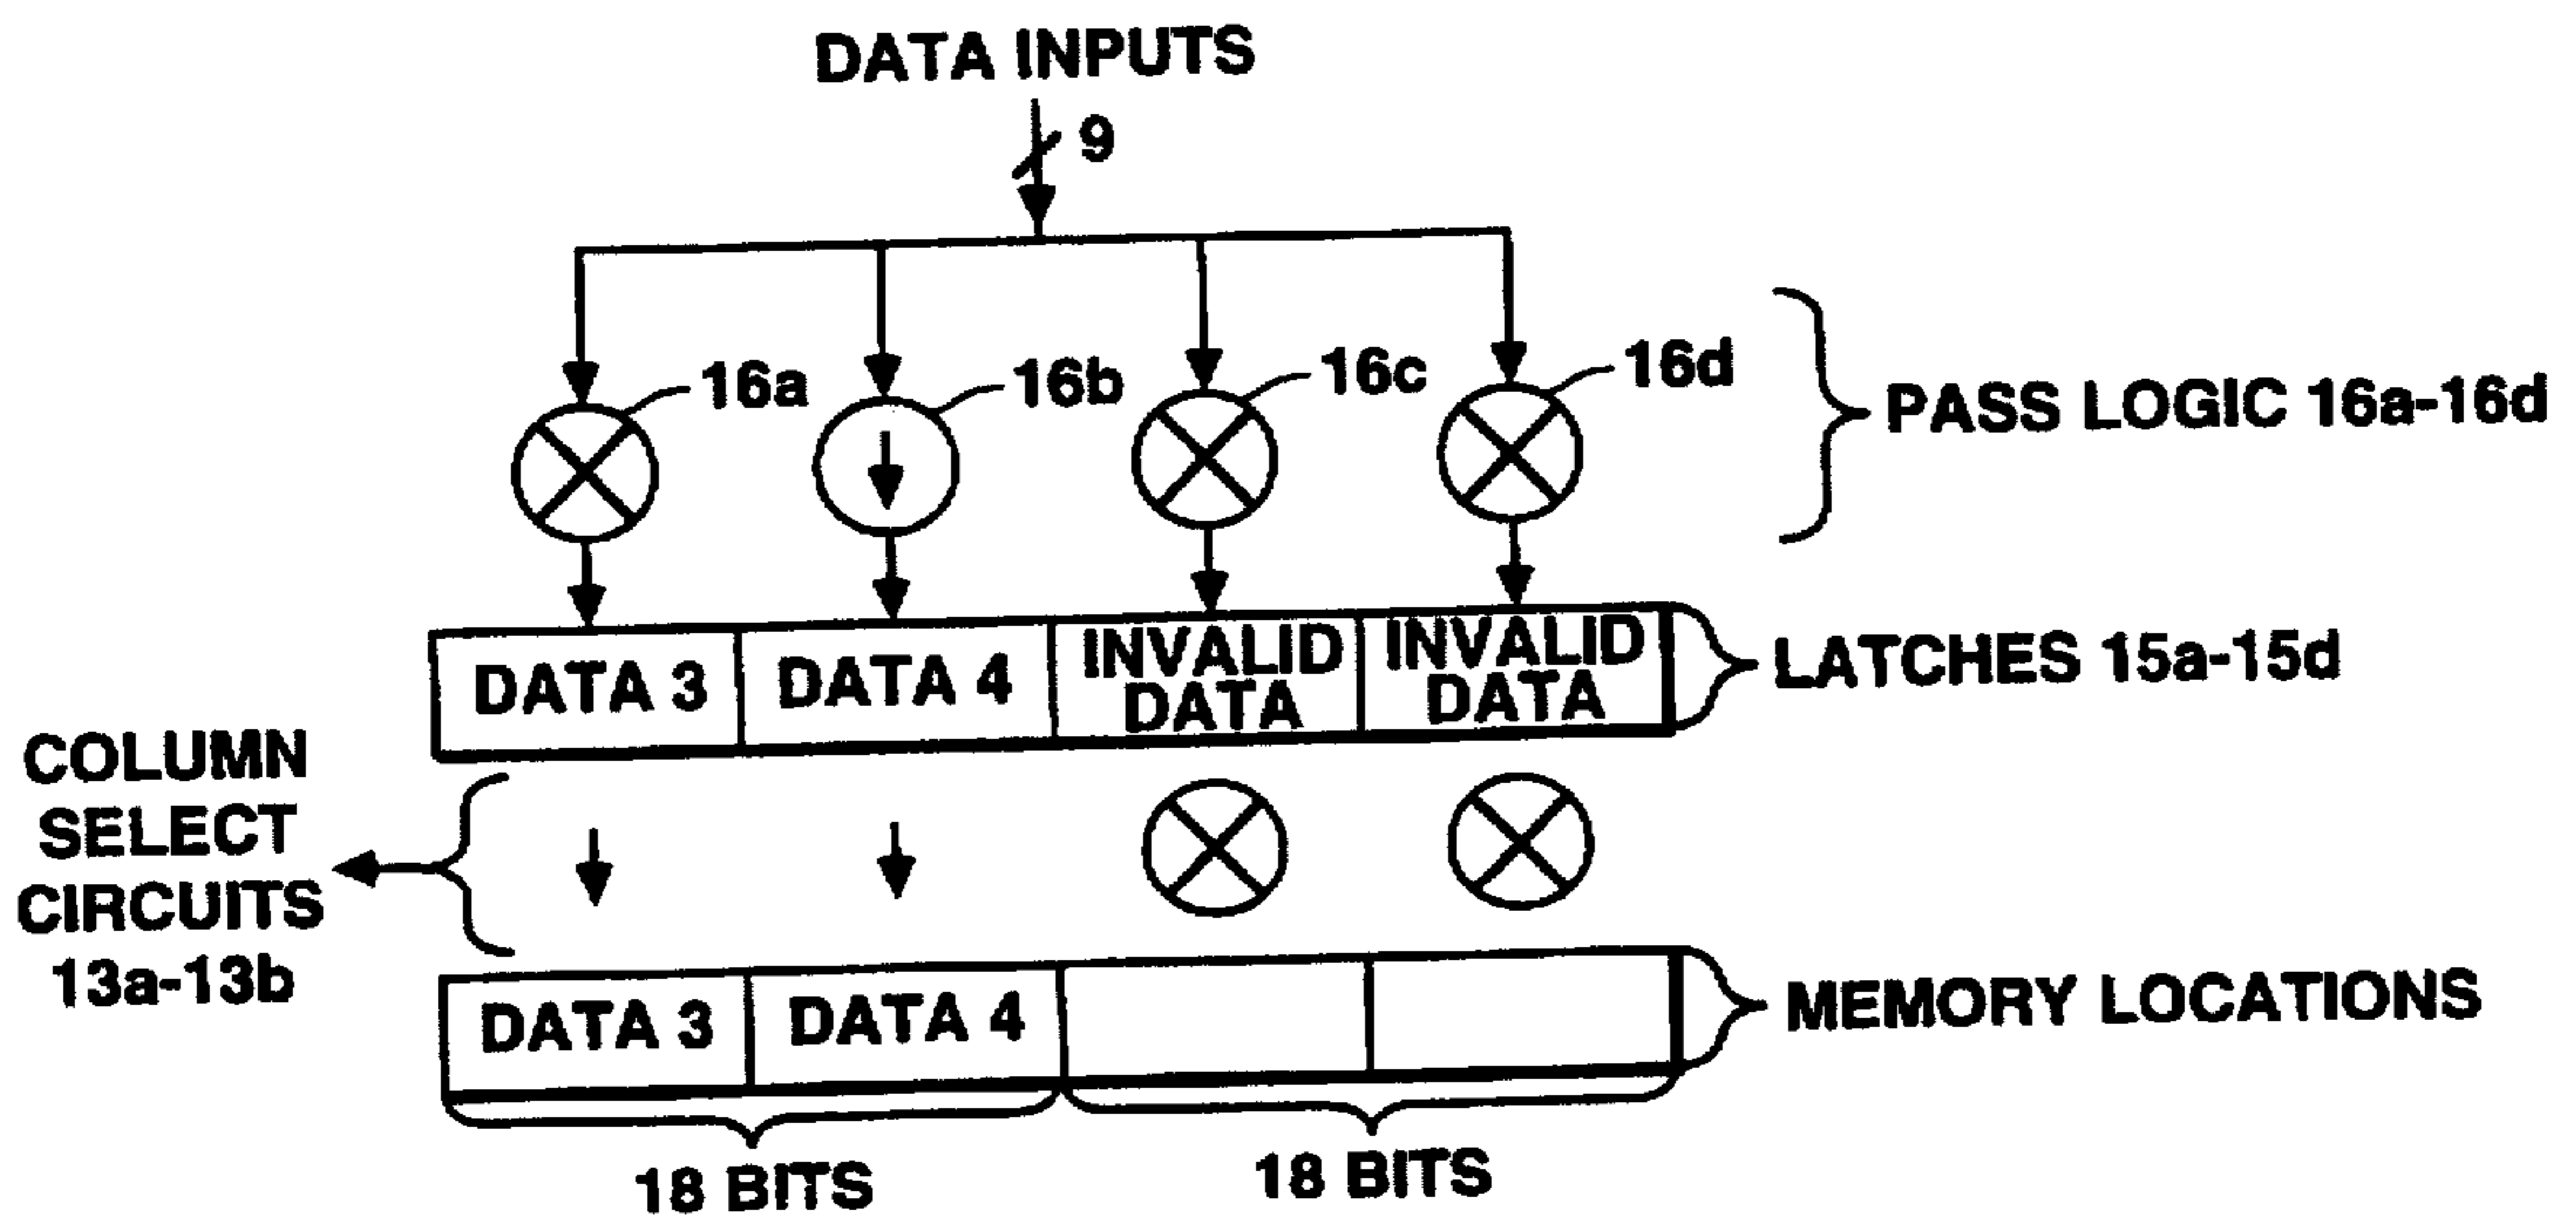 DATA INPUTS
9
16a
16b
16c
16d
PASS LOGIC 16a-16d
DATA 3
DATA 4
INVALID
DATA
INVALID
DATA
LATCHES 15a-15d
COLUMN
SELECT
CIRCUITS
13a-13b
DATA 3
DATA 4
MEMORY LOCATIONS
18 BITS
18 BITS